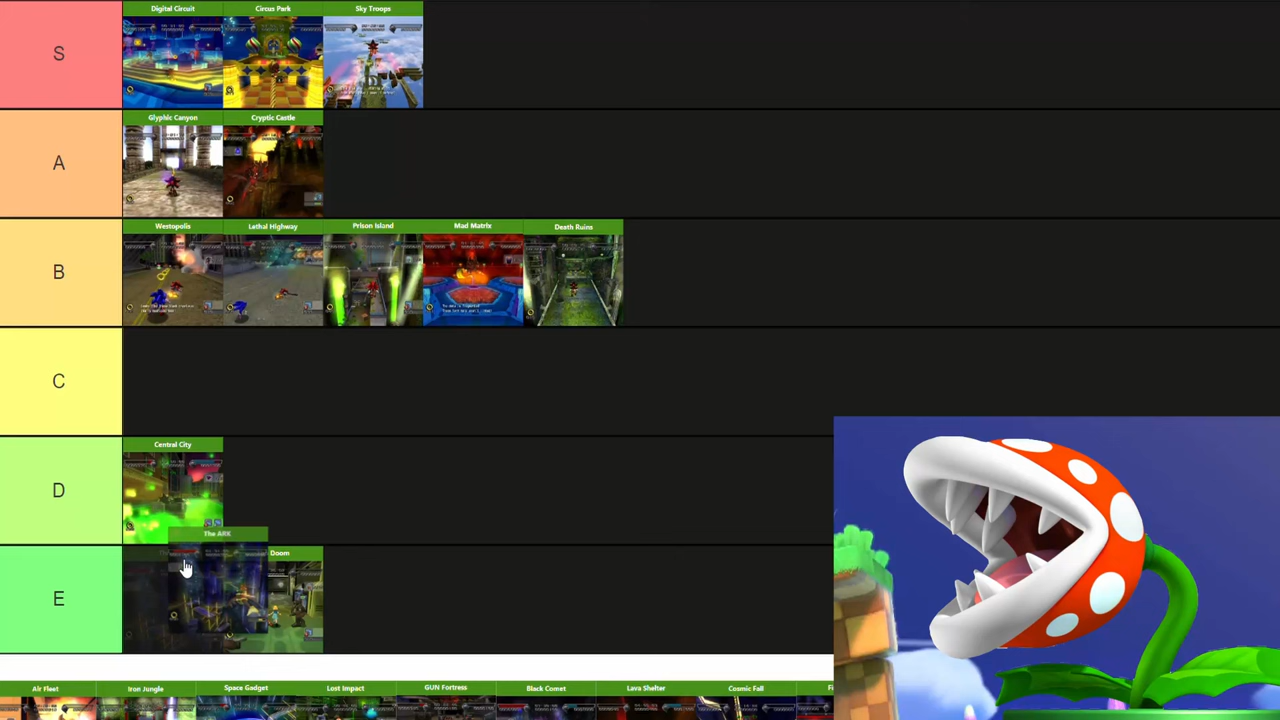 S
Digital Circuit
Circus Park
Sky Troops
A
Glyphic Canyon
Cryptic Castle
B
Westopolis
Lethal Highway
Prison Island
Mad Matrix
Death Ruins
C
D
Central City
The ARK
E
Doom
Air Fleet
Iron Jungle
Space Gadget
Lost Impact
GUN Fortress
Black Comet
Lava Shelter
Cosmic Fall